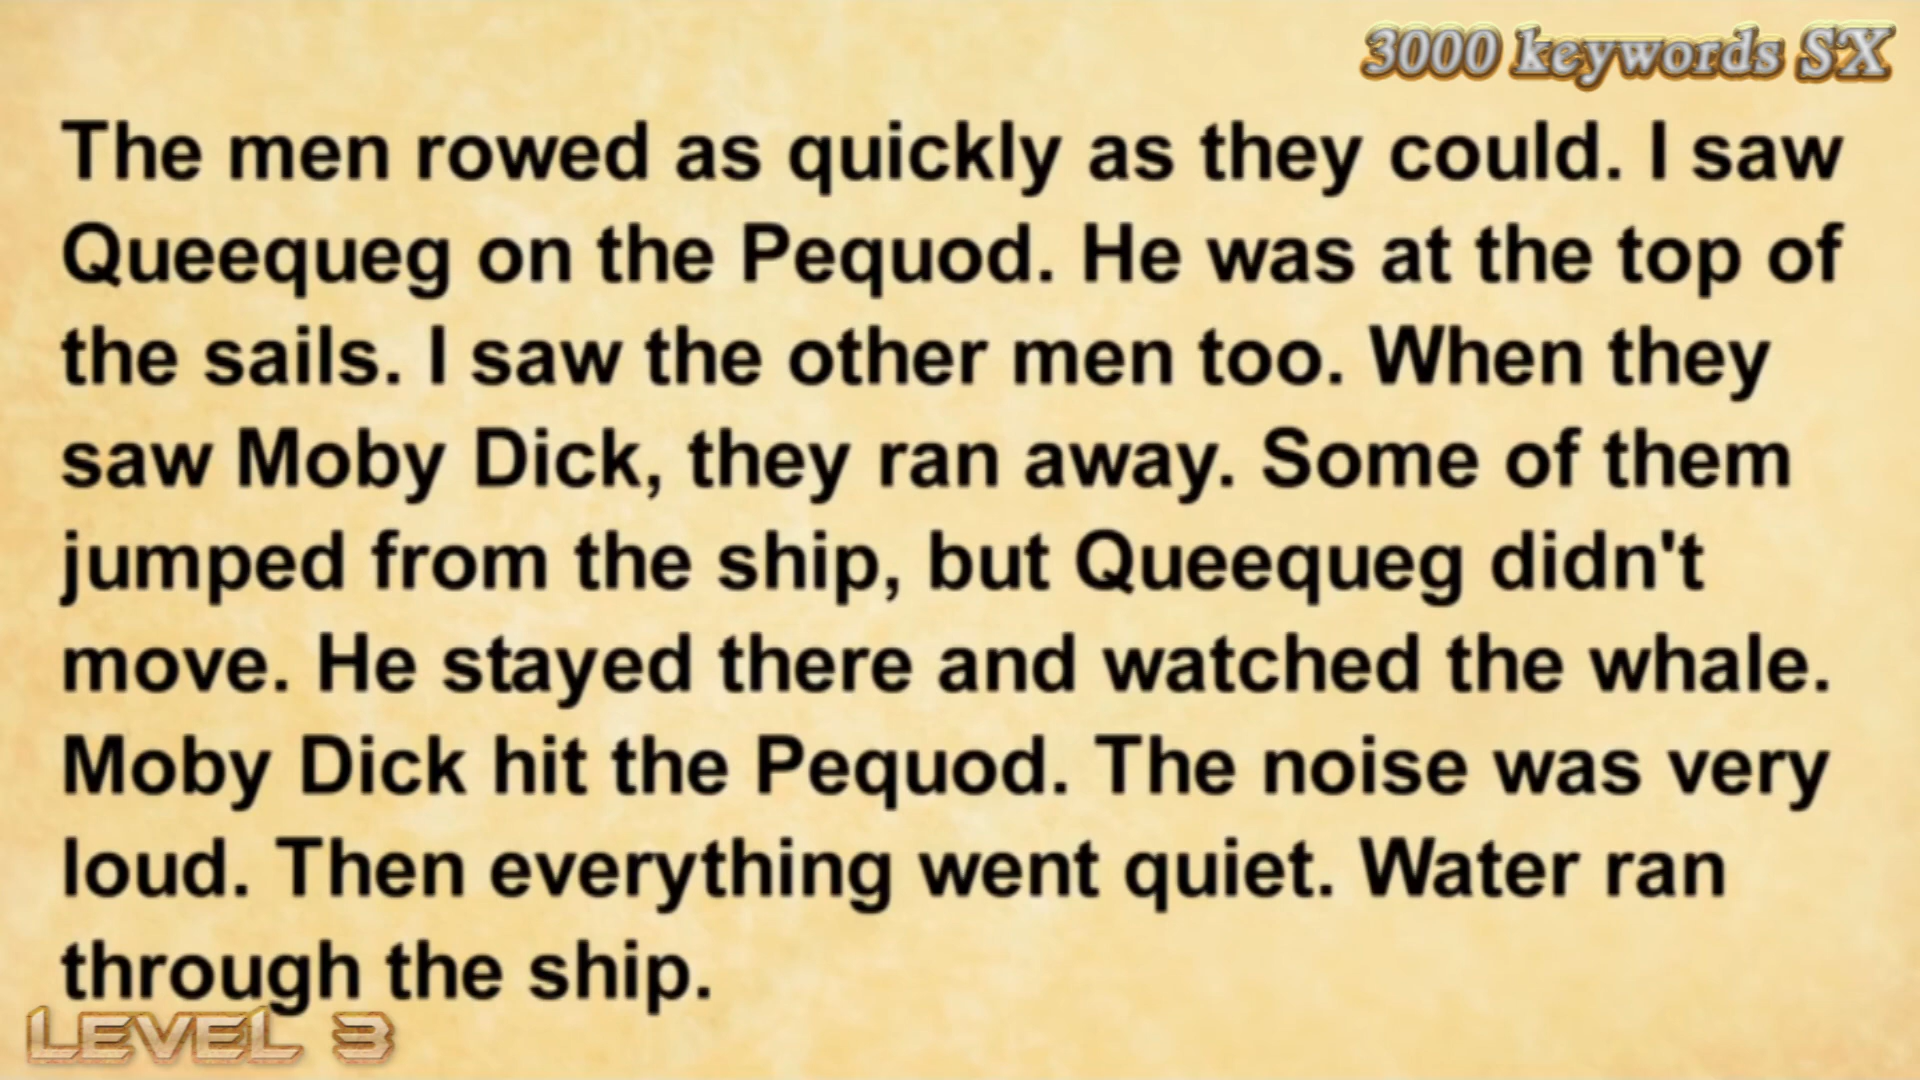 3000 keywords SX
The men rowed as quickly as they could. I saw
Queequeg on the Pequod. He was at the top of
the sails. I saw the other men too. When they
saw Moby Dick, they ran away. Some of them
jumped from the ship, but Queequeg didn't
move. He stayed there and watched the whale.
Moby Dick hit the Pequod. The noise was very
loud. Then everything went quiet. Water ran
through the ship.
LEVEL 3